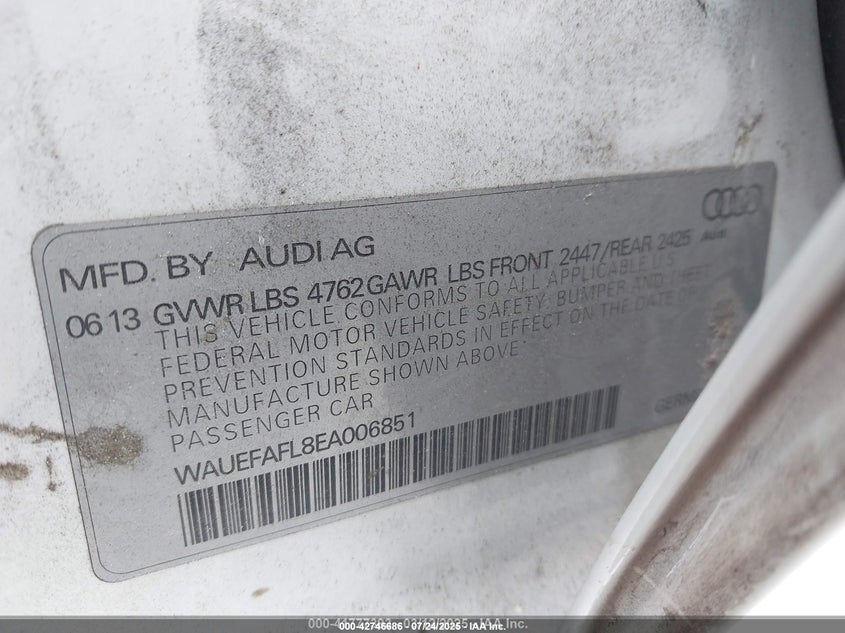 Audi
MFD. BY AUDI AG
06 13 GVWR LBS 4762 GAWR LBS FRONT 2447/REAR 2425
THIS VEHICLE CONFORMS TO ALL APPLICABLE U.S.
FEDERAL MOTOR VEHICLE SAFETY, BUMPER AND THEFT
PREVENTION STANDARDS IN EFFECT ON THE DATE OF
MANUFACTURE SHOWN ABOVE.
PASSENGER CAR
WAUEFAFL8EA006851
000-42746686 07/24/2025 IAA Inc.